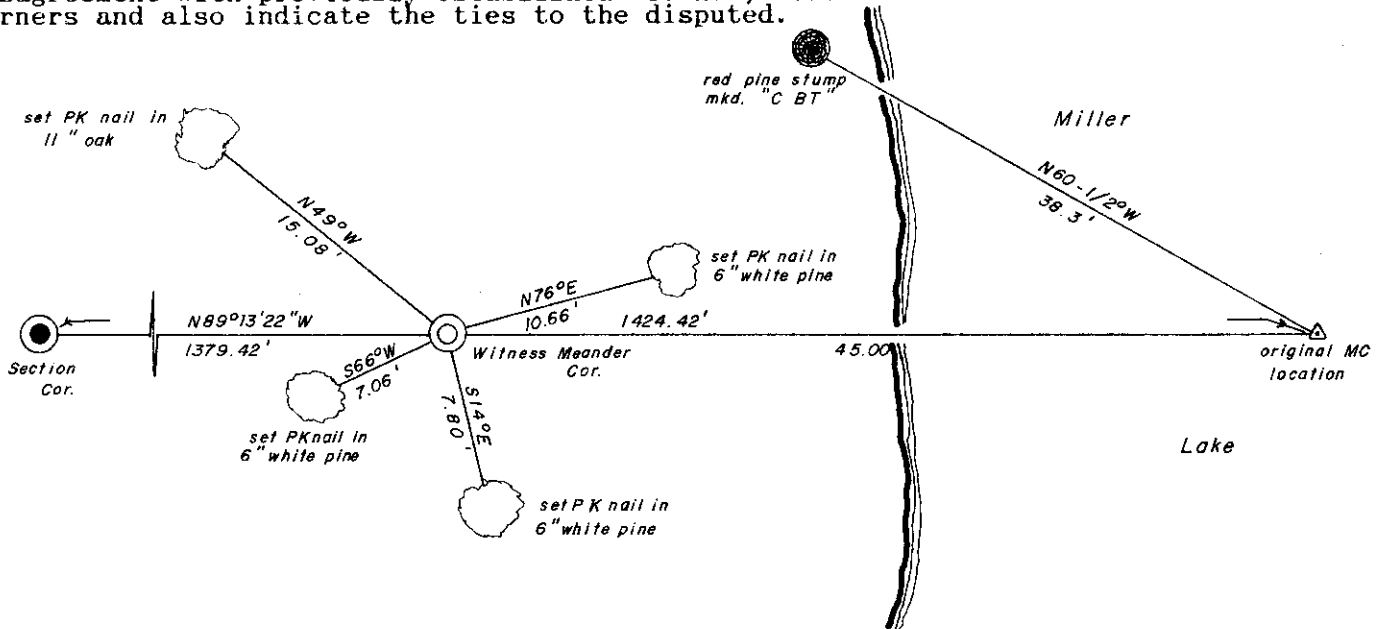 rners and also indicate the ties to the disputed.
red pine stump
mkd. "C BT"
set PK nail in
11" oak
Miller
N60-1/2°W
38.3'
N49°W
15.08'
set PK nail in
6" white pine
N76°E
10.66'
N89°13'22"W
1379.42'
1424.42'
45.00
Section
Cor.
Witness Meander
Cor.
original MC
location
S66°W
7.06'
S14°E
7.80'
set PK nail in
6" white pine
Lake
set PK nail in
6" white pine